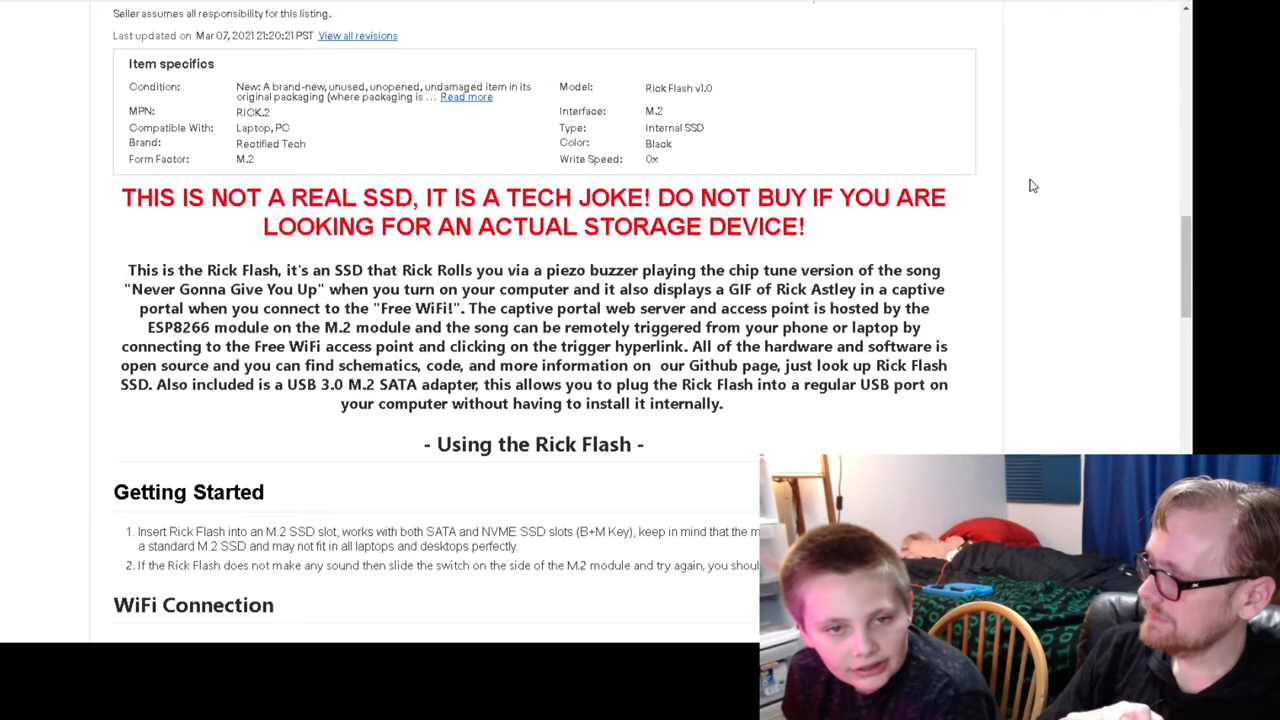 Seller assumes all responsibility for this listing.
Last updated on Mar 07, 2021 21:20:21 PST View all revisions
Item specifics
Condition: New: A brand-new, unused, unopened, undamaged item in its original packaging (where packaging is ... Read more
Model: Rick Flash v1.0
MPN: RICK.2
Interface: M.2
Compatible With: Laptop, PC
Type: Internal SSD
Brand: Rectified Tech
Color: Black
Form Factor: M.2
Write Speed: 0x
THIS IS NOT A REAL SSD, IT IS A TECH JOKE! DO NOT BUY IF YOU ARE
LOOKING FOR AN ACTUAL STORAGE DEVICE!
This is the Rick Flash, it's an SSD that Rick Rolls you via a piezo buzzer playing the chip tune version of the song
"Never Gonna Give You Up" when you turn on your computer and it also displays a GIF of Rick Astley in a captive
portal when you connect to the "Free WiFi!". The captive portal web server and access point is hosted by the
ESP8266 module on the M.2 module and the song can be remotely triggered from your phone or laptop by
connecting to the Free WiFi access point and clicking on the trigger hyperlink. All of the hardware and software is
open source and you can find schematics, code, and more information on our Github page, just look up Rick Flash
SSD. Also included is a USB 3.0 M.2 SATA adapter, this allows you to plug the Rick Flash into a regular USB port on
your computer without having to install it internally.
- Using the Rick Flash -
Getting Started
1. Insert Rick Flash into an M.2 SSD slot, works with both SATA and NVME SSD slots (B+M Key), keep in mind that the m
a standard M.2 SSD and may not fit in all laptops and desktops perfectly.
2. If the Rick Flash does not make any sound then slide the switch on the side of the M.2 module and try again, you shoul
WiFi Connection